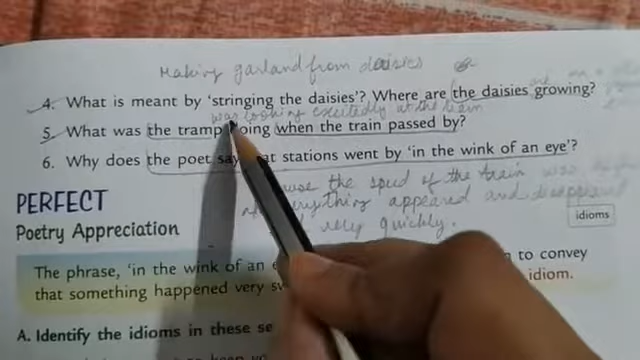 Making garland from daisies
4. What is meant by 'stringing the daisies'? Where are the daisies growing?
was looking excitedly at the train
5. What was the tramp doing when the train passed by?
6. Why does the poet say that stations went by 'in the wink of an eye'?
the speed of the train was
everything appeared and disappeared
very quickly.
PERFECT
Poetry Appreciation
idioms
The phrase, 'in the wink of an e to convey
that something happened very sw idiom.
A. Identify the idioms in these se